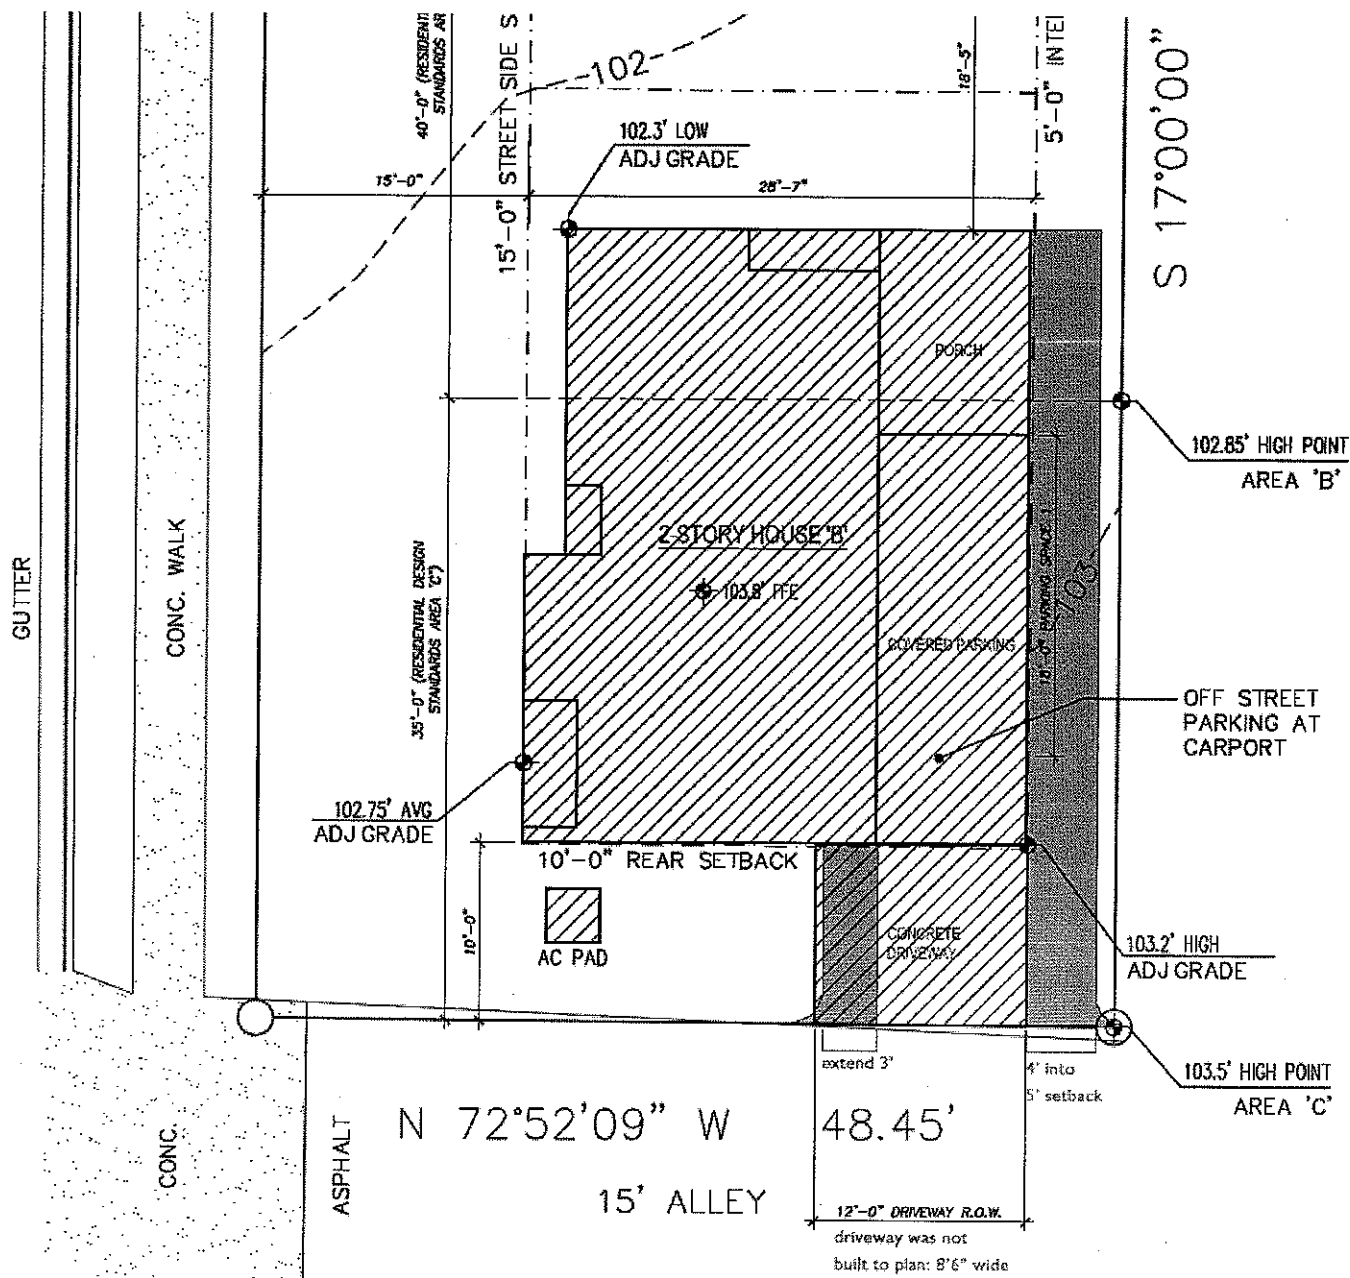 40'-0" (RESIDENTI
STANDARDS AR
15'-0" STREET SIDE S
102
18'-5"
5'-0" INTE
S 17°00'00"
102.3' LOW
ADJ GRADE
15'-0"
28'-7"
PORCH
102.85' HIGH POINT
AREA 'B'
GUTTER
CONC. WALK
35'-0" (RESIDENTIAL DESIGN
STANDARDS AREA 'C')
2-STORY HOUSE 'B'
103.8' FFE
18'-0" PARKING SPACE 1
103
COVERED PARKING
OFF STREET
PARKING AT
CARPORT
102.75' AVG
ADJ GRADE
10'-0" REAR SETBACK
10'-0"
AC PAD
CONCRETE
DRIVEWAY
103.2' HIGH
ADJ GRADE
extend 3'
4' into
5' setback
103.5' HIGH POINT
AREA 'C'
CONC.
ASPHALT
N 72°52'09" W 48.45'
15' ALLEY
12'-0" DRIVEWAY R.O.W.
driveway was not
built to plan: 8'6" wide